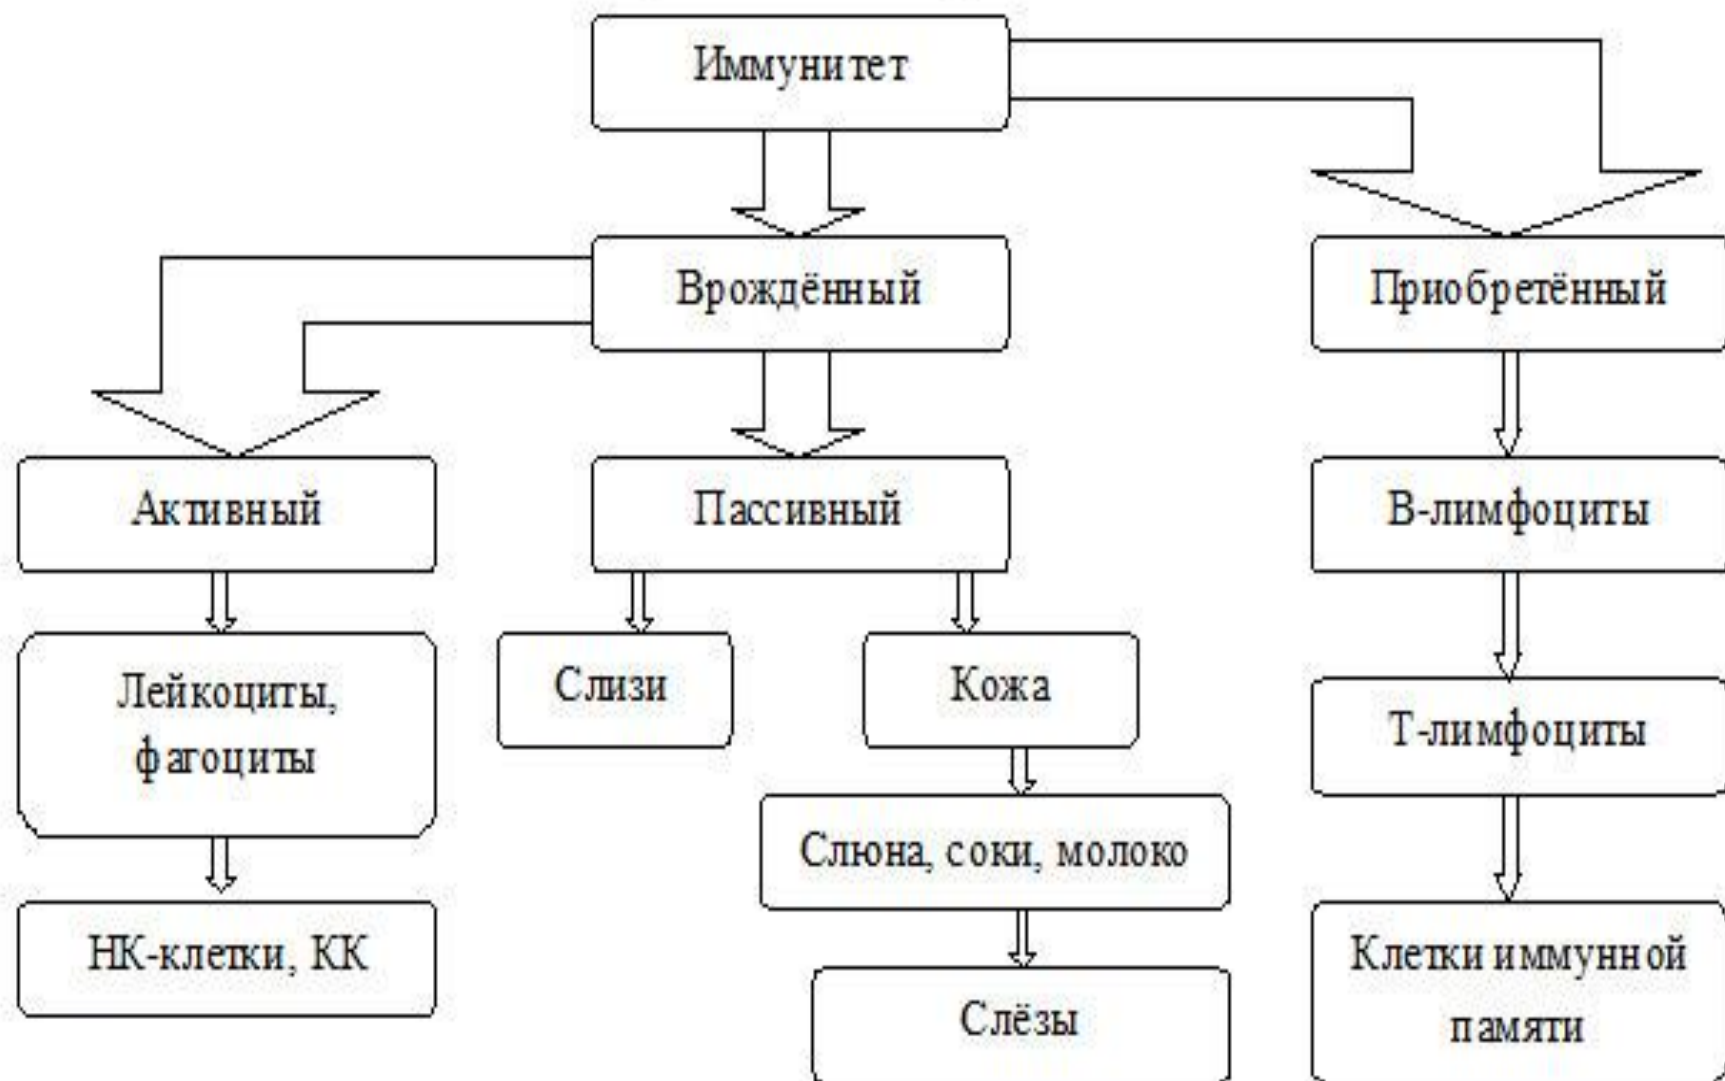 Иммунитет
Врождённый
Приобретённый
Активный
Пассивный
В-лимфоциты
Лейкоциты,
фагоциты
Слизи
Кожа
Т-лимфоциты
Слюна, соки, молоко
НК-клетки, КК
Слёзы
Клетки иммунной
памяти